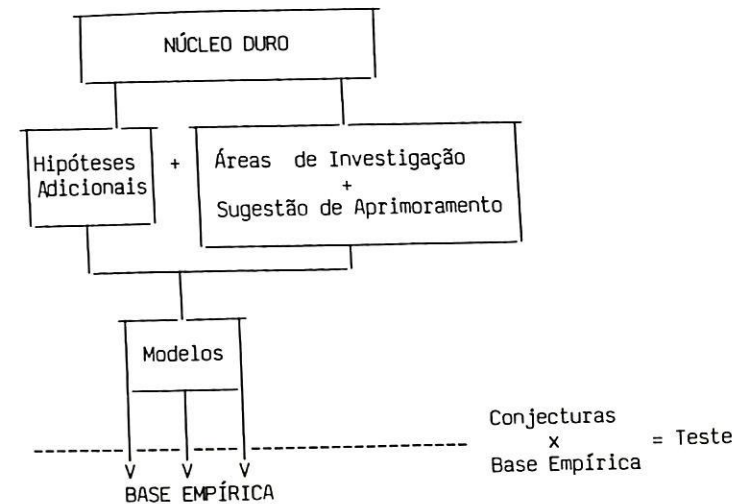 NÚCLEO DURO
Hipóteses
Adicionais
+
Áreas de Investigação
+
Sugestão de Aprimoramento
Modelos
Conjecturas
x
Base Empírica
= Teste
V V V
BASE EMPÍRICA